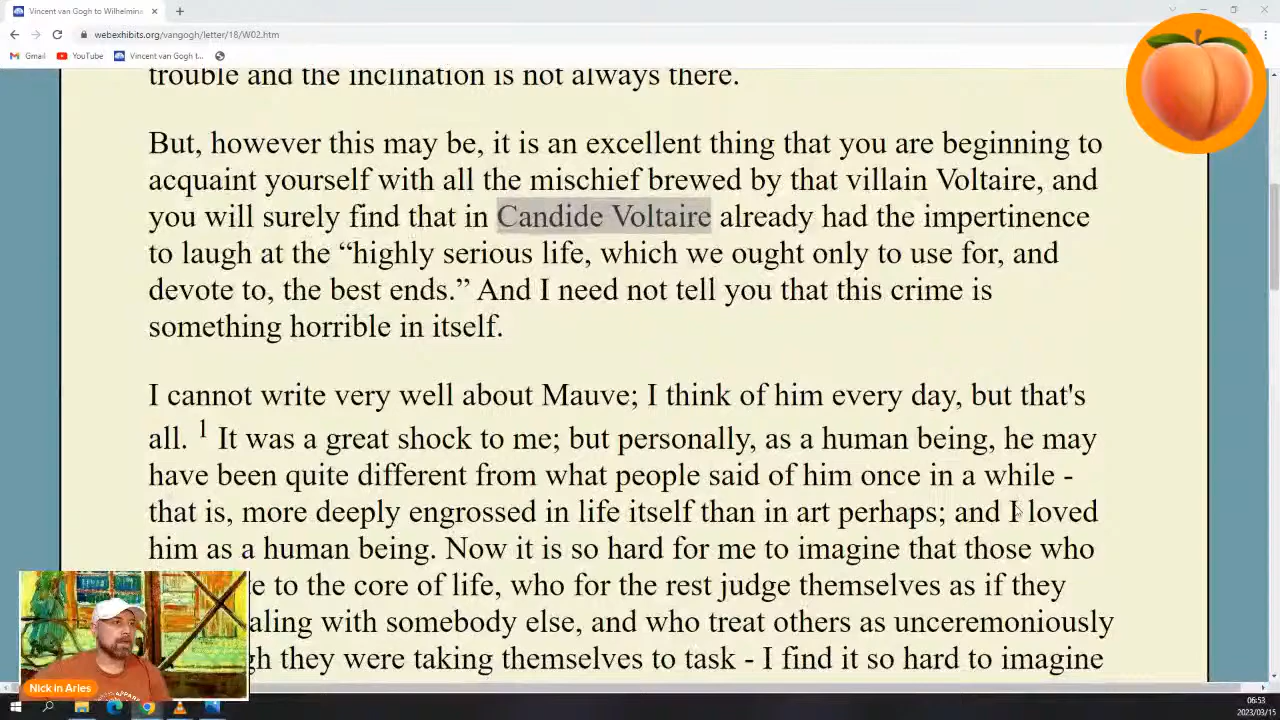 Vincent van Gogh to Wilhelmin
webexhibits.org/vangogh/letter/18/W02.htm
Gmail
YouTube
Vincent van Gogh t...
trouble and the inclination is not always there.
But, however this may be, it is an excellent thing that you are beginning to
acquaint yourself with all the mischief brewed by that villain Voltaire, and
you will surely find that in Candide Voltaire already had the impertinence
to laugh at the “highly serious life, which we ought only to use for, and
devote to, the best ends.” And I need not tell you that this crime is
something horrible in itself.
I cannot write very well about Mauve; I think of him every day, but that's
all. 1 It was a great shock to me; but personally, as a human being, he may
have been quite different from what people said of him once in a while -
that is, more deeply engrossed in life itself than in art perhaps; and I loved
him as a human being. Now it is so hard for me to imagine that those who
to the core of life, who for the rest judge themselves as if they
with somebody else, and who treat others as unceremoniously
they were taking themselves to task - I find it so hard to imagine
Nick in Arles
06:53
2023/03/15